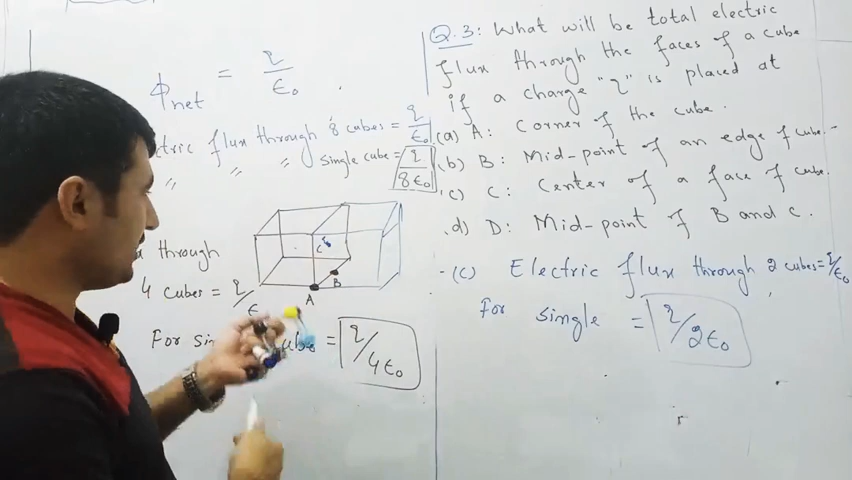 Φnet = q/ϵ₀ .
ctric flux through 8 cubes = q/ϵ₀
" " " single cube = q/8ϵ₀
through
4 cubes = q/ϵ
For si cube = q/4ϵ₀
C
B
A
Q.3: What will be total electric
flux through the faces of a cube
if a charge "q" is placed at
(a) A: Corner of the cube.
(b) B: Mid-point of an edge of cube.
(c) C: Center of a face of cube.
(d) D: Mid-point of B and C.
(c) Electric flux through 2 cubes = q/ϵ₀
For single = q/2ϵ₀